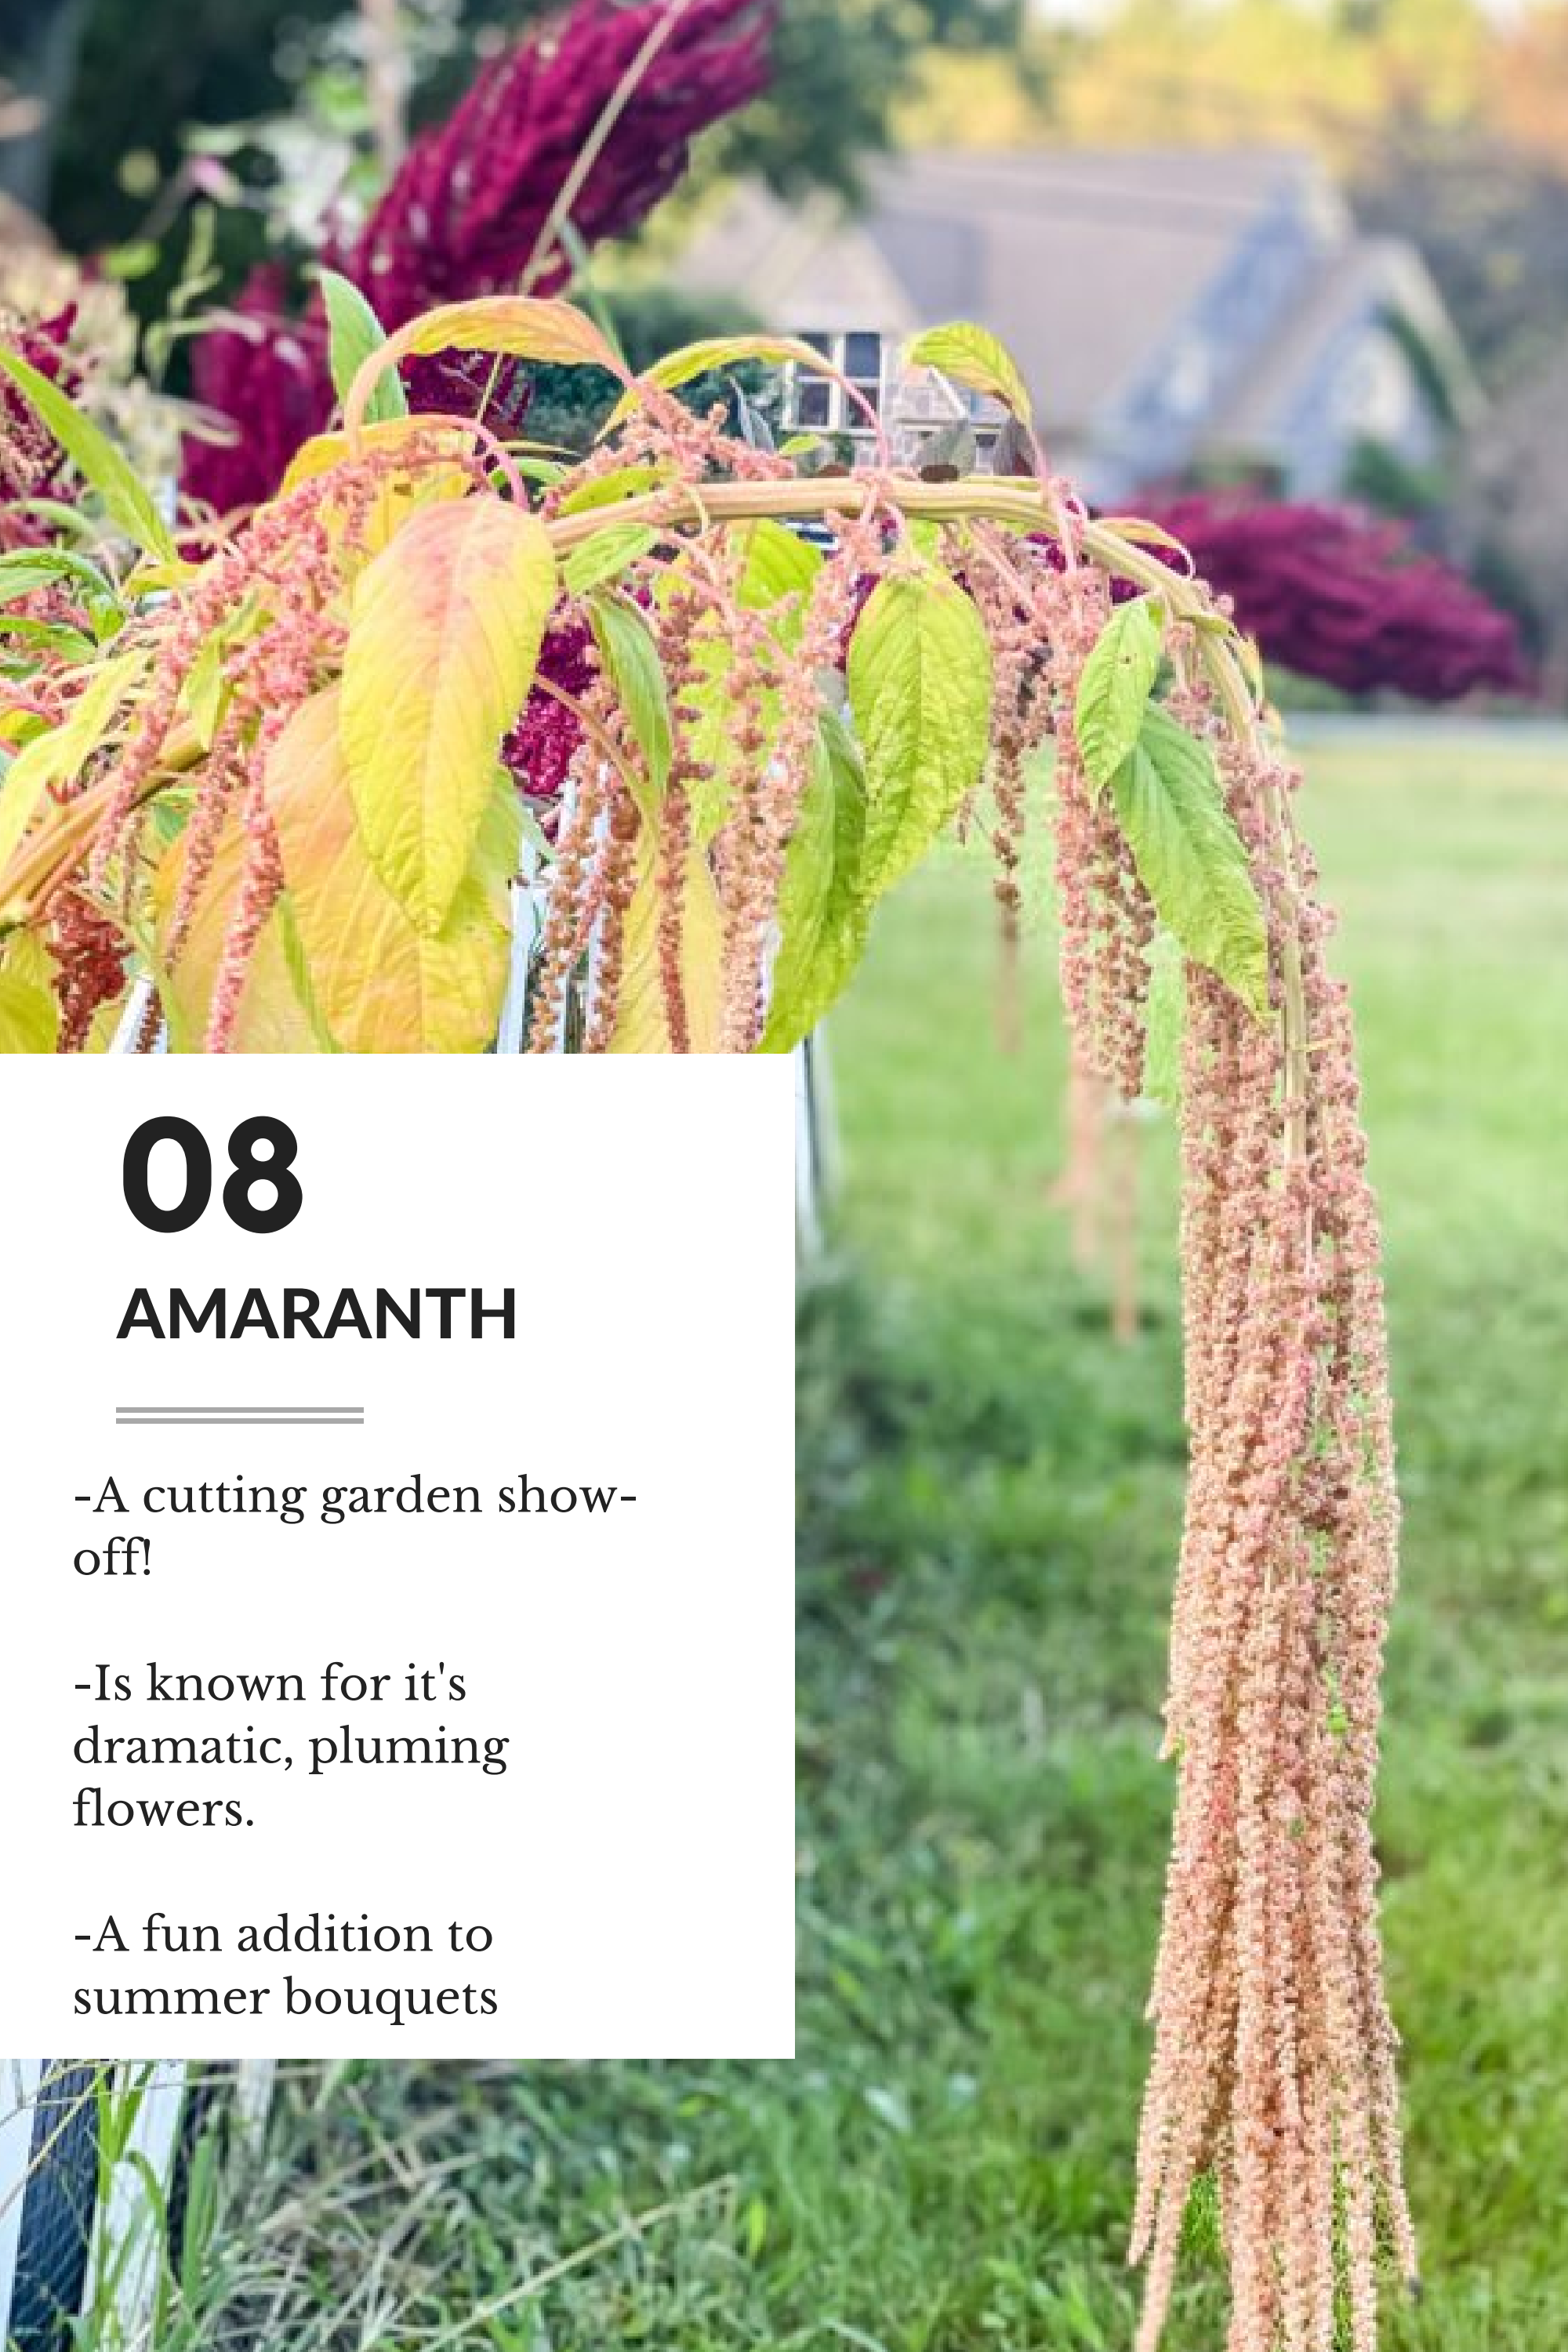 08
AMARANTH
-A cutting garden show-
off!
-Is known for it's
dramatic, pluming
flowers.
-A fun addition to
summer bouquets